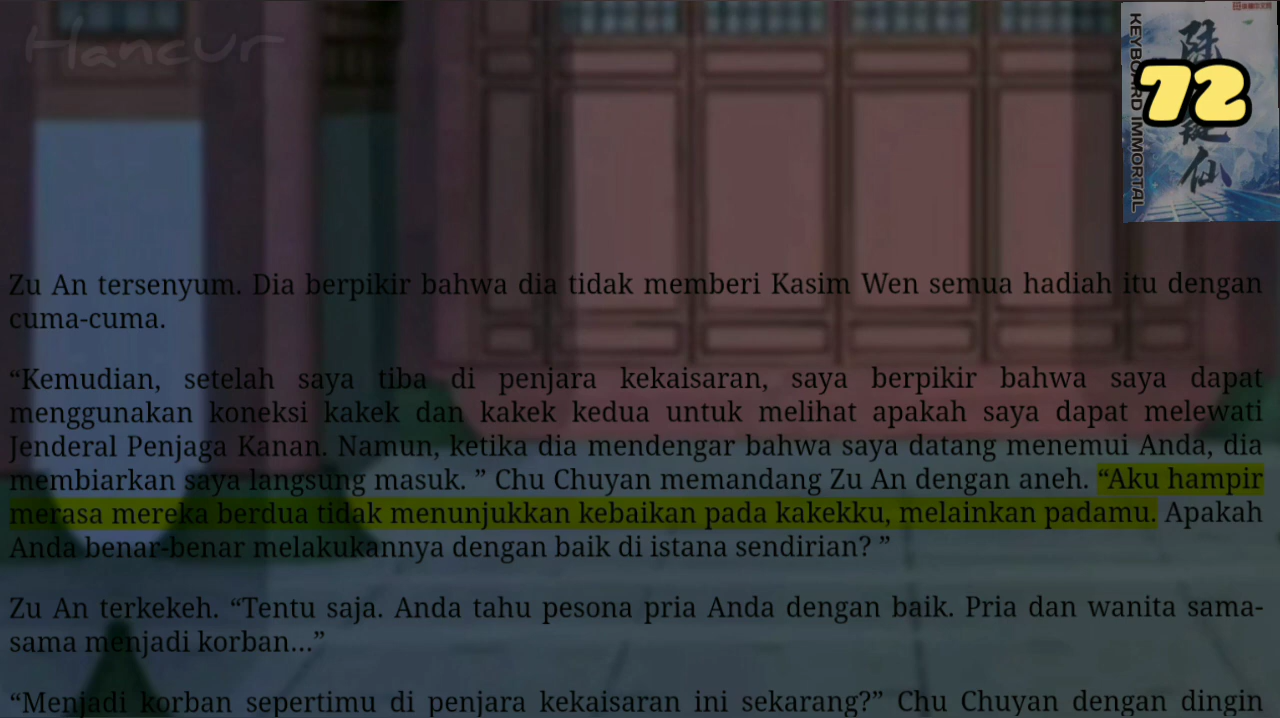 Hancur
KEYBOARD IMMORTAL
72
仙
Zu An tersenyum. Dia berpikir bahwa dia tidak memberi Kasim Wen semua hadiah itu dengan
cuma-cuma.
“Kemudian, setelah saya tiba di penjara kekaisaran, saya berpikir bahwa saya dapat
menggunakan koneksi kakek dan kakek kedua untuk melihat apakah saya dapat melewati
Jenderal Penjaga Kanan. Namun, ketika dia mendengar bahwa saya datang menemui Anda, dia
membiarkan saya langsung masuk. ” Chu Chuyan memandang Zu An dengan aneh. “Aku hampir
merasa mereka berdua tidak menunjukkan kebaikan pada kakekku, melainkan padamu. Apakah
Anda benar-benar melakukannya dengan baik di istana sendirian? ”
Zu An terkekeh. “Tentu saja. Anda tahu pesona pria Anda dengan baik. Pria dan wanita sama-
sama menjadi korban...”
“Menjadi korban sepertimu di penjara kekaisaran ini sekarang?” Chu Chuyan dengan dingin